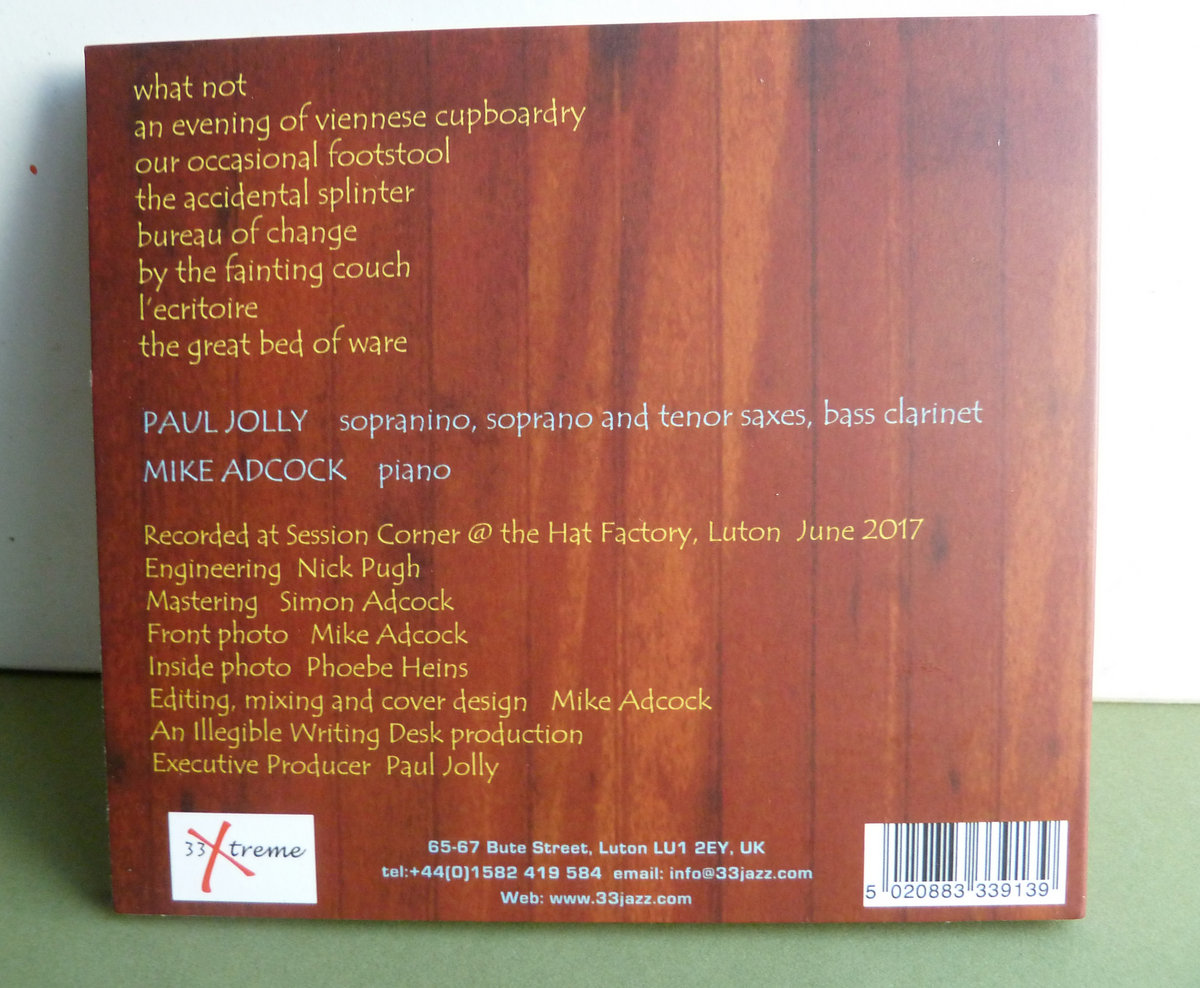 what not
an evening of viennese cupboardry
our occasional footstool
the accidental splinter
bureau of change
by the fainting couch
l'ecritoire
the great bed of ware
PAUL JOLLY sopranino, soprano and tenor saxes, bass clarinet
MIKE ADCOCK piano
Recorded at Session Corner @ the Hat Factory, Luton June 2017
Engineering Nick Pugh
Mastering Simon Adcock
Front photo Mike Adcock
Inside photo Phoebe Heins
Editing, mixing and cover design Mike Adcock
An Illegible Writing Desk production
Executive Producer Paul Jolly
33Xtreme
65-67 Bute Street, Luton LU1 2EY, UK
tel:+44(0)1582 419 584 email: info@33jazz.com
Web: www.33jazz.com
5 020883 339139